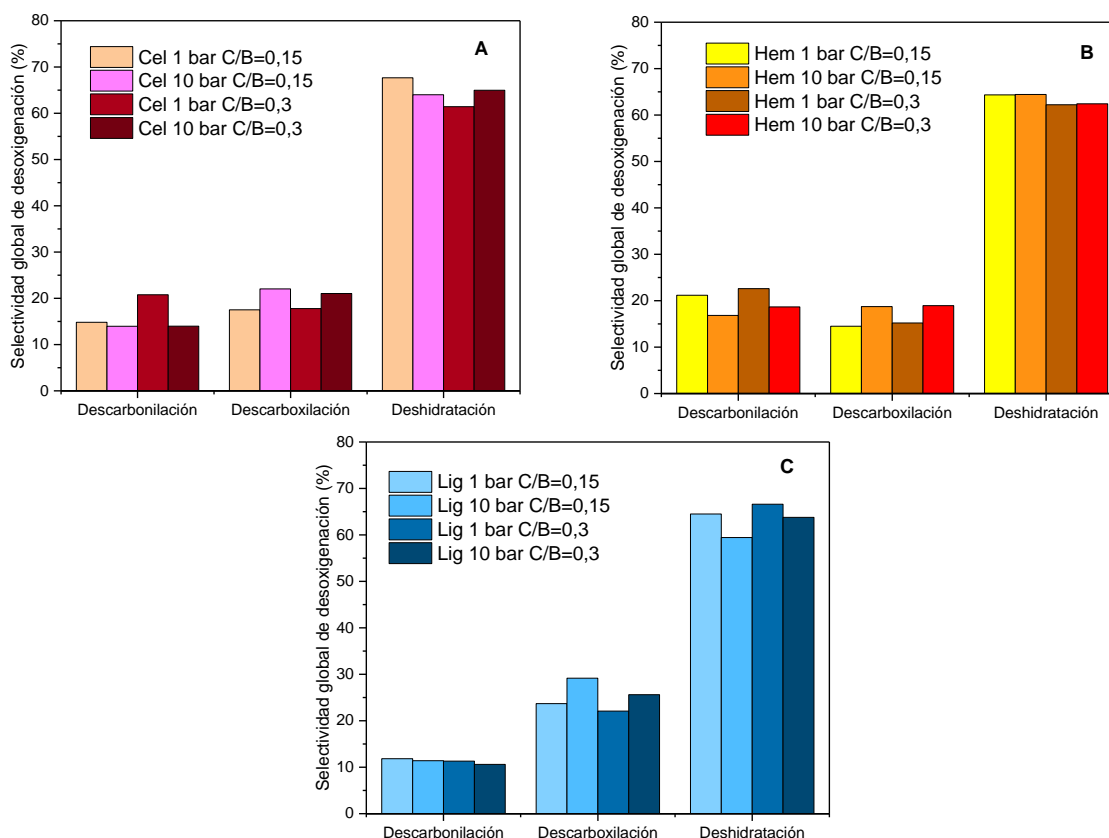 A
Cel 1 bar C/B=0,15
Cel 10 bar C/B=0,15
Cel 1 bar C/B=0,3
Cel 10 bar C/B=0,3
Selectividad global de desoxigenación (%)
80
70
60
50
40
30
20
10
0
Descarbonilación Descarboxilación Deshidratación
B
Hem 1 bar C/B=0,15
Hem 10 bar C/B=0,15
Hem 1 bar C/B=0,3
Hem 10 bar C/B=0,3
Selectividad global de desoxigenación (%)
80
70
60
50
40
30
20
10
0
Descarbonilación Descarboxilación Deshidratación
C
Lig 1 bar C/B=0,15
Lig 10 bar C/B=0,15
Lig 1 bar C/B=0,3
Lig 10 bar C/B=0,3
Selectividad global de desoxigenación (%)
80
70
60
50
40
30
20
10
0
Descarbonilación Descarboxilación Deshidratación